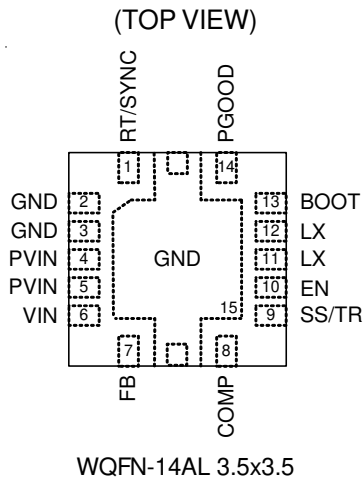 (TOP VIEW)
RT/SYNC
PGOOD
1
14
GND 2
13 BOOT
GND 3
12 LX
PVIN 4
GND
11 LX
PVIN 5
10 EN
VIN 6
15
9 SS/TR
7
8
FB
COMP
WQFN-14AL 3.5x3.5